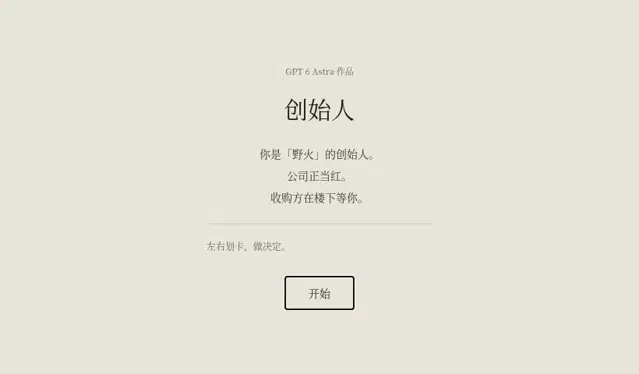 GPT 6 Astra 作品
创始人
你是「野火」的创始人。
公司正当红。
收购方在楼下等你。
左右划卡，做决定。
开始